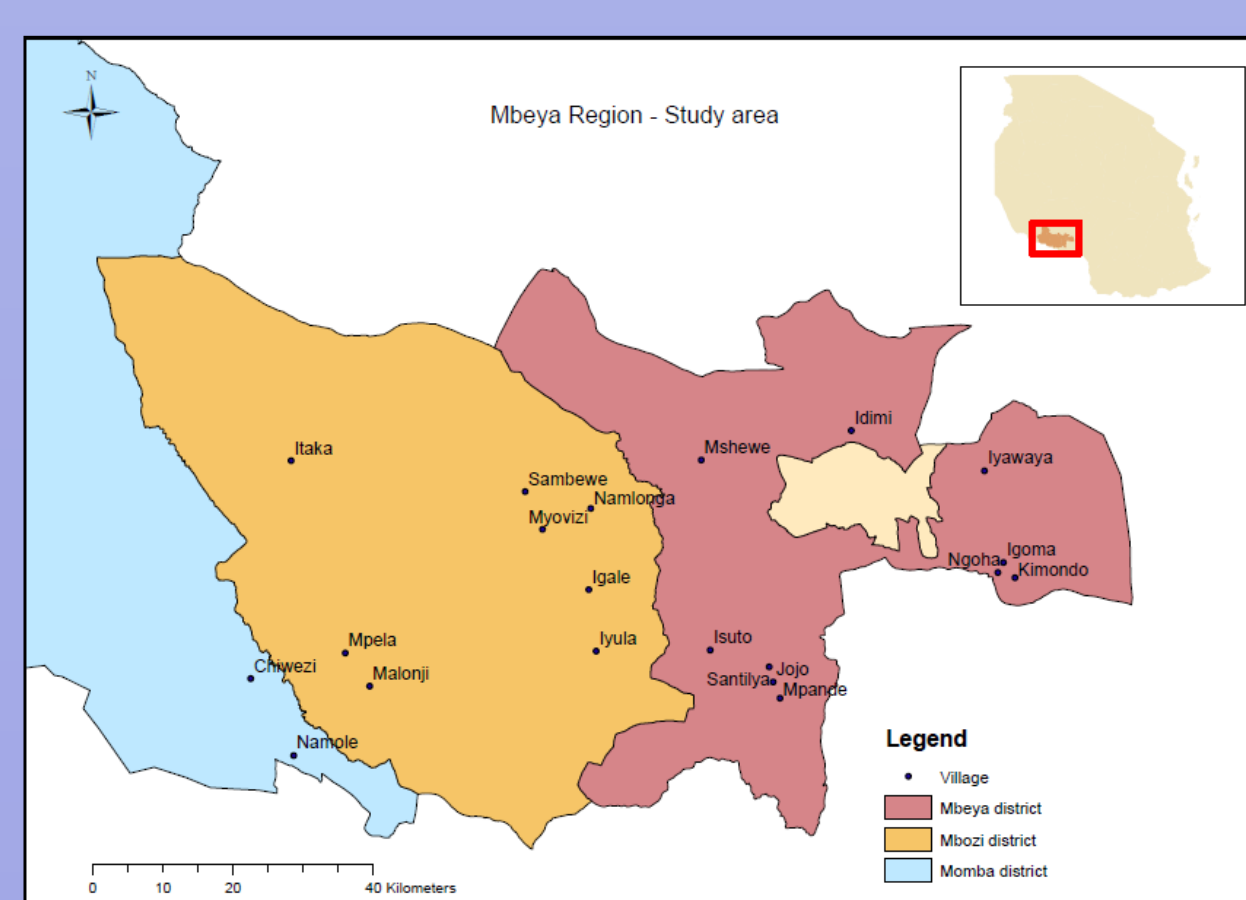 N
Mbeya Region - Study area
Idimi
Itaka
Mshewe
Iyawaya
Sambewe
Namlonga
Myovizi
Igoma
Ngoha
Kimondo
Igale
Mpela
Iyula
Isuto
Chiwezi
Malonji
Jojo
Santilya
Mpande
Namole
Legend
Village
Mbeya district
Mbozi district
Momba district
0 10 20 40 Kilometers